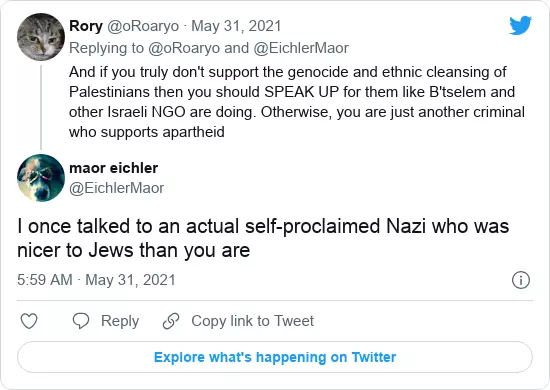 Rory @oRoaryo · May 31, 2021
Replying to @oRoaryo and @EichlerMaor
And if you truly don't support the genocide and ethnic cleansing of
Palestinians then you should SPEAK UP for them like B'tselem and
other Israeli NGO are doing. Otherwise, you are just another criminal
who supports apartheid
maor eichler
@EichlerMaor
I once talked to an actual self-proclaimed Nazi who was
nicer to Jews than you are
5:59 AM · May 31, 2021
Reply
Copy link to Tweet
Explore what's happening on Twitter